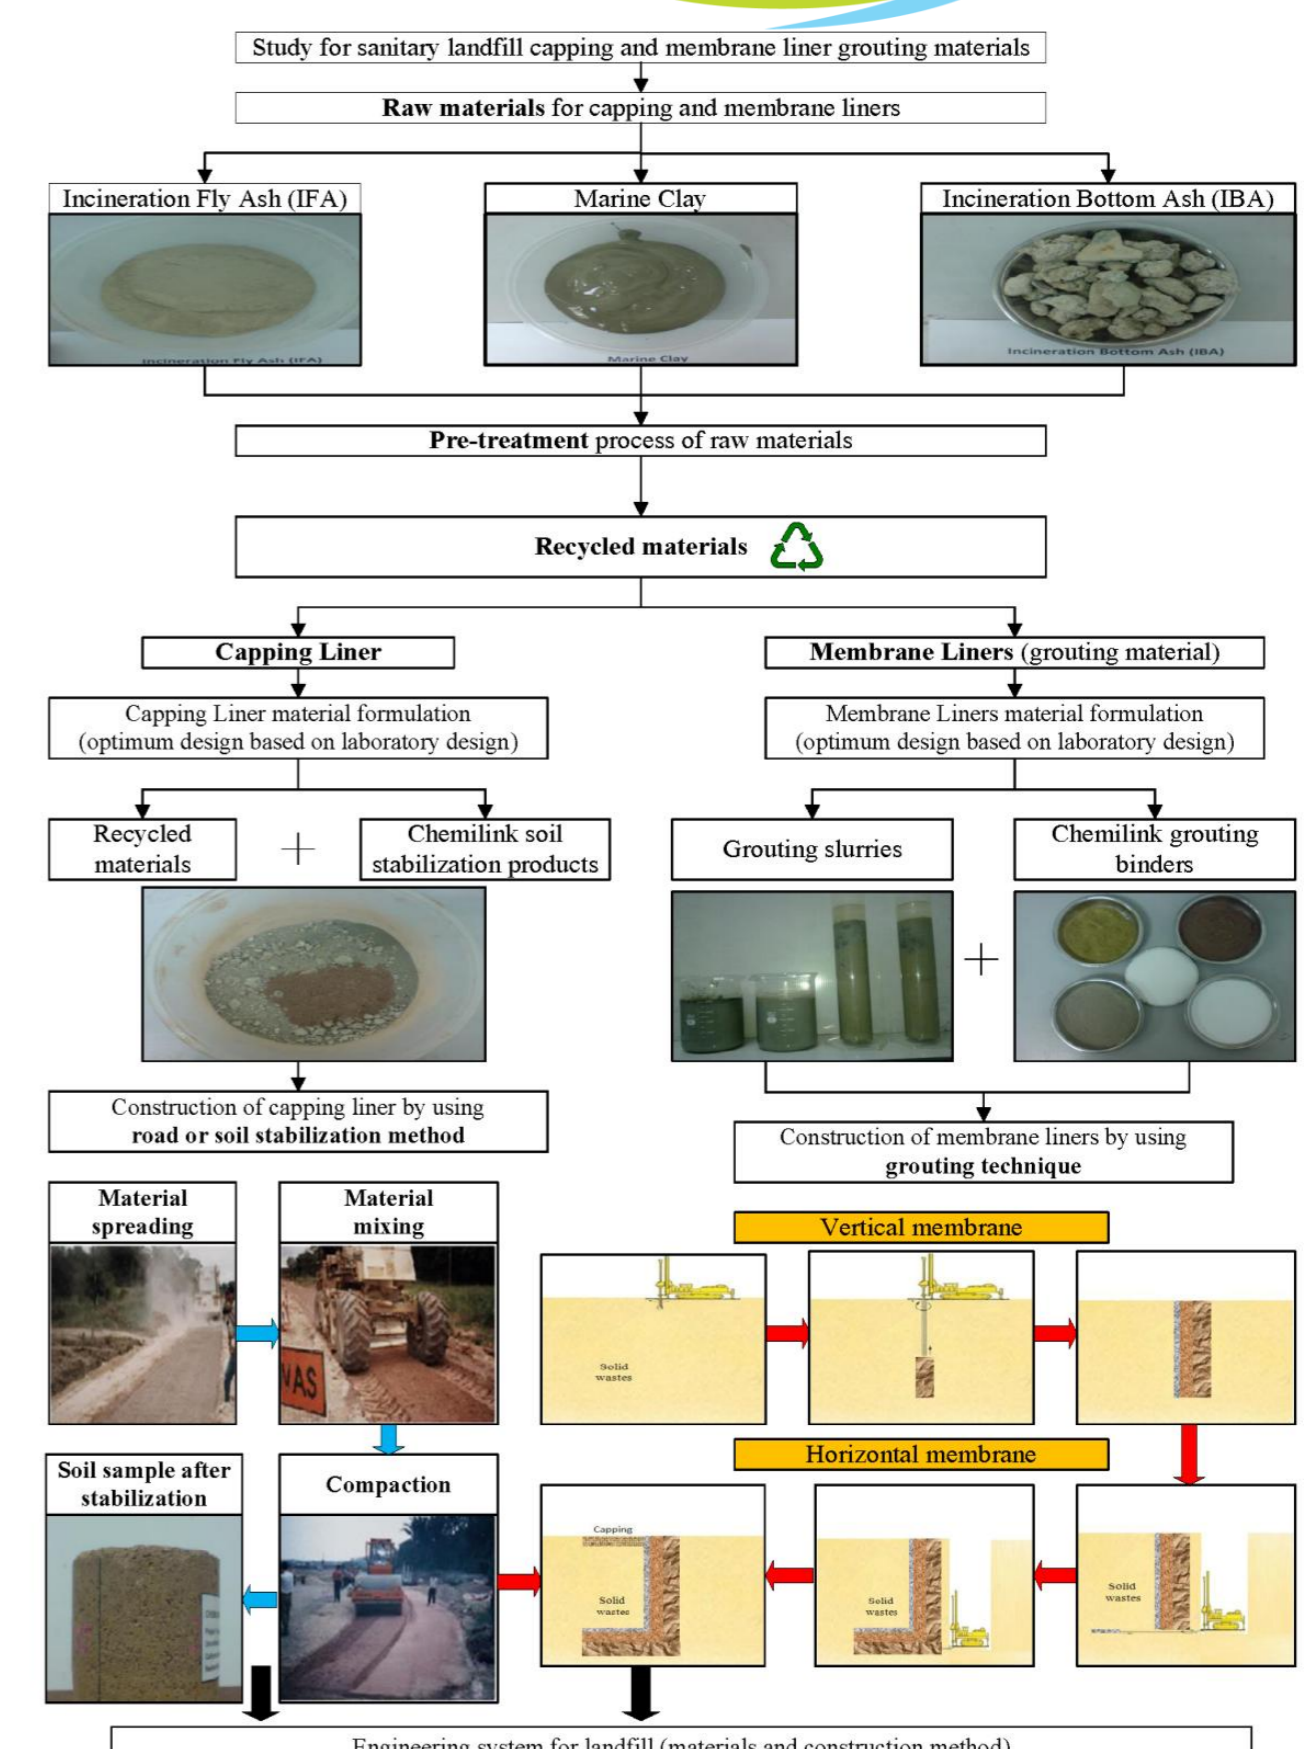 Study for sanitary landfill capping and membrane liner grouting materials
Raw materials for capping and membrane liners
Incineration Fly Ash (IFA)
Marine Clay
Incineration Bottom Ash (IBA)
Incineration Fly Ash (IFA)
Marine Clay
Incineration Bottom Ash (IBA)
Pre-treatment process of raw materials
Recycled materials
Capping Liner
Membrane Liners (grouting material)
Capping Liner material formulation
(optimum design based on laboratory design)
Membrane Liners material formulation
(optimum design based on laboratory design)
Recycled
materials
+
Chemilink soil
stabilization products
Grouting slurries
Chemilink grouting
binders
+
Construction of capping liner by using
road or soil stabilization method
Construction of membrane liners by using
grouting technique
Material
spreading
Material
mixing
NAS
Vertical membrane
Solid
wastes
Horizontal membrane
Soil sample after
stabilization
Compaction
Capping
Solid
wastes
Solid
wastes
Solid
wastes
Engineering system for landfill (materials and construction method)